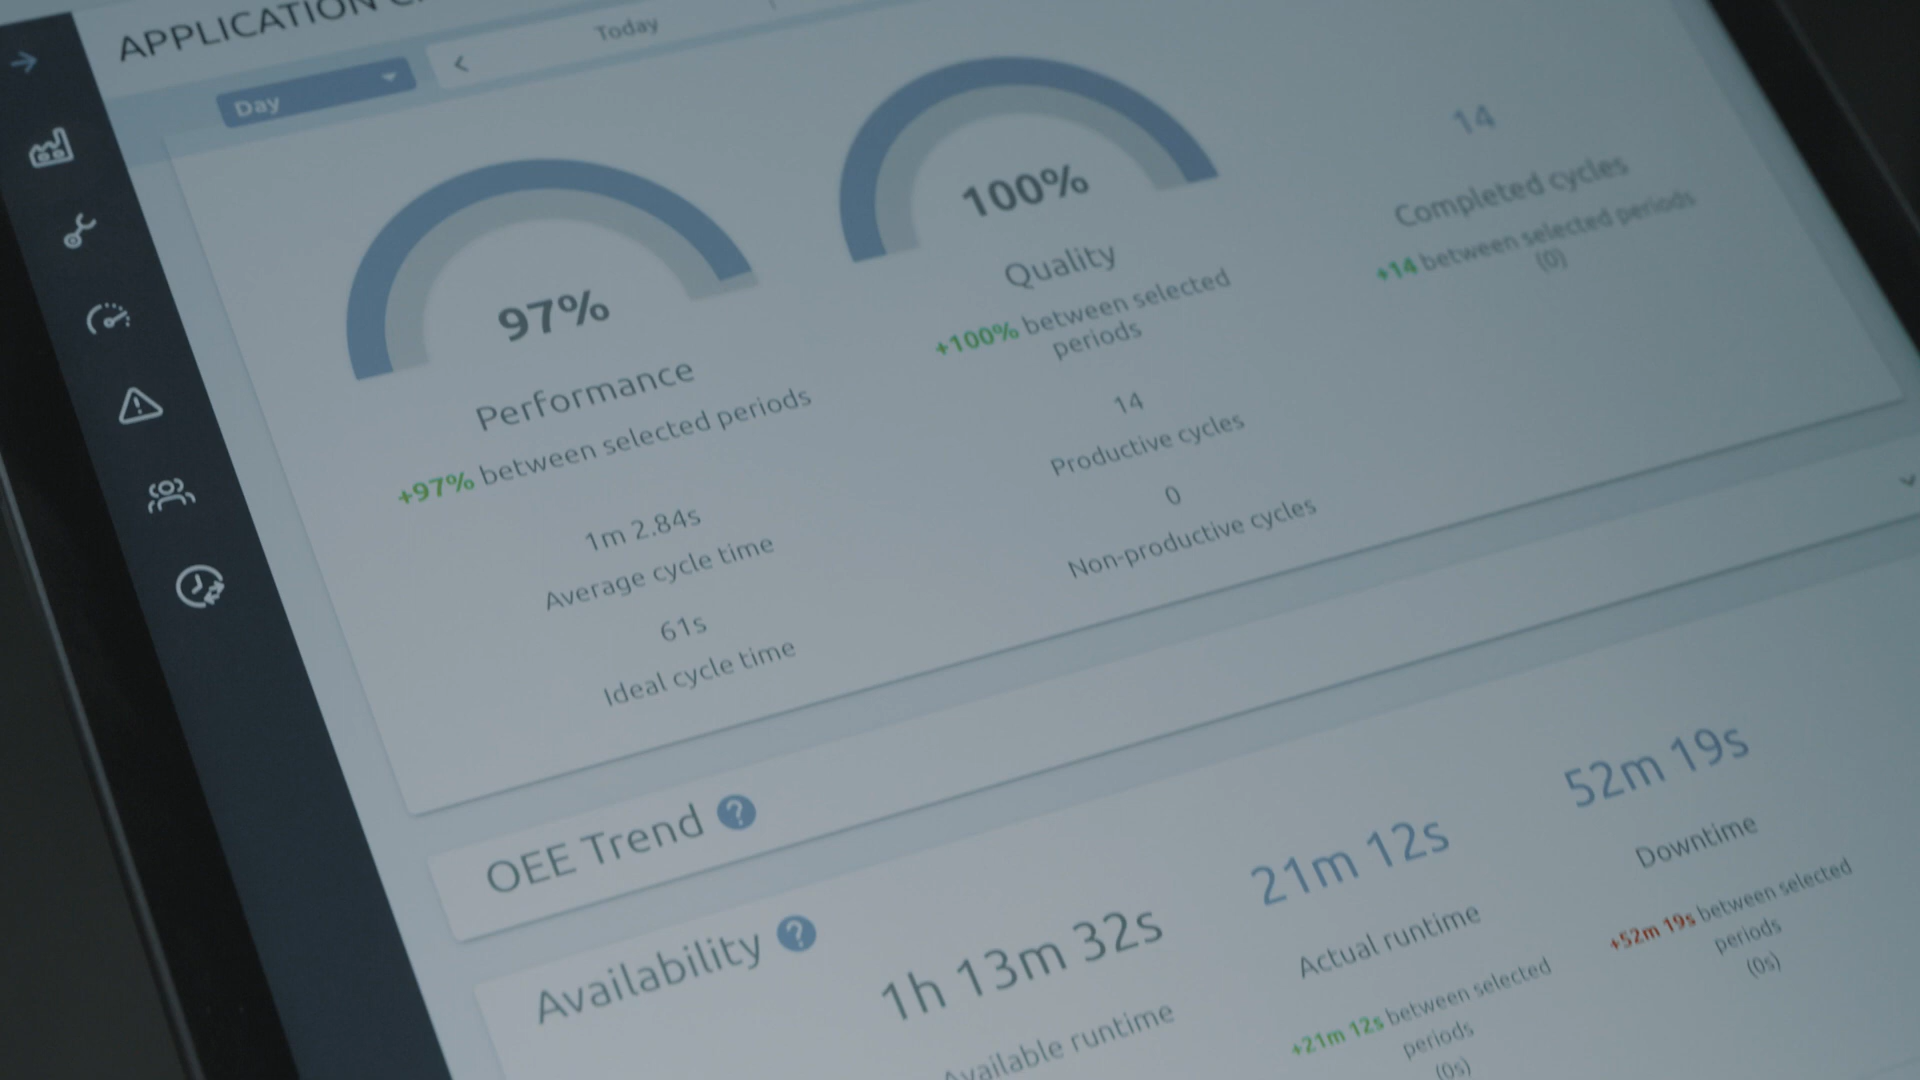 APPLICATION
Day
Today
97%
Performance
+97% between selected periods
1m 2.84s
Average cycle time
61s
Ideal cycle time
100%
Quality
+100% between selected
periods
14
Productive cycles
0
Non-productive cycles
14
Completed cycles
+14 between selected periods
(0)
OEE Trend ?
Availability ?
1h 13m 32s
Available runtime
21m 12s
Actual runtime
+21m 12s between selected
periods
(0s)
52m 19s
Downtime
+52m 19s between selected
periods
(0s)